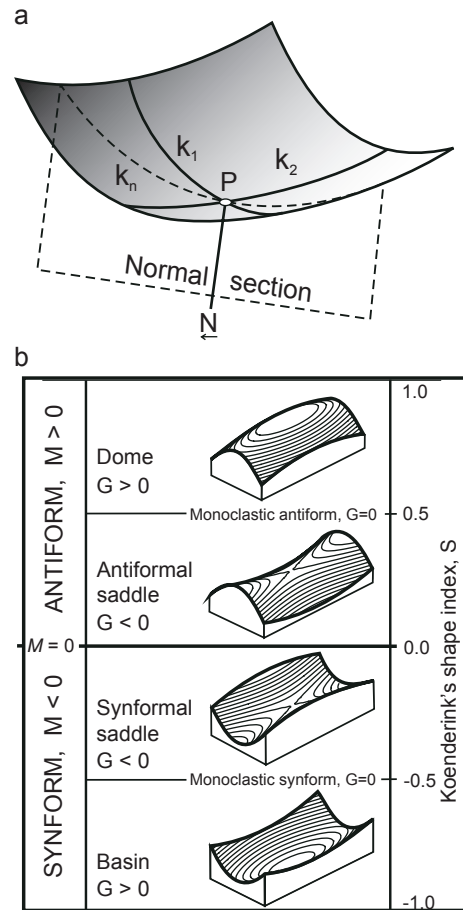 a
k₁
k₂
kₙ
P
Normal section
N
←
b
ANTIFORM, M > 0
SYNFORM, M < 0
M = 0
Dome
G > 0
Monoclastic antiform, G=0
Antiformal
saddle
G < 0
Synformal
saddle
G < 0
Monoclastic synform, G=0
Basin
G > 0
1.0
0.5
0.0
-0.5
-1.0
Koenderink's shape index, S